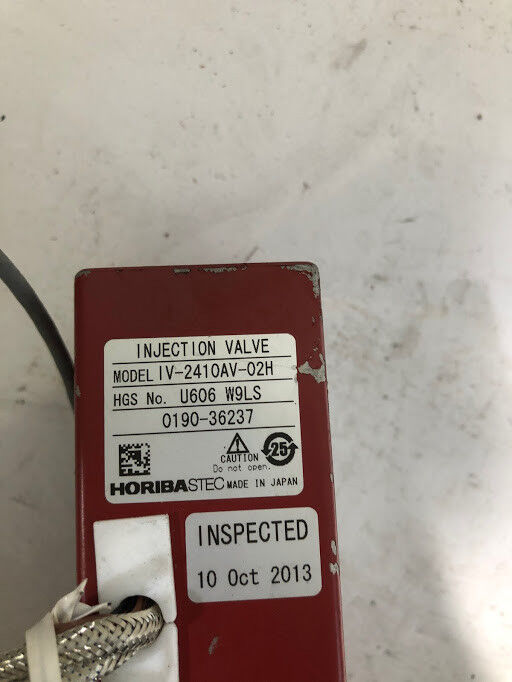 INJECTION VALVE
MODEL IV-2410AV-02H
HGS No. U606 W9LS
0190-36237
CAUTION
Do not open.
25
HORIBASTEC MADE IN JAPAN
INSPECTED
10 Oct 2013